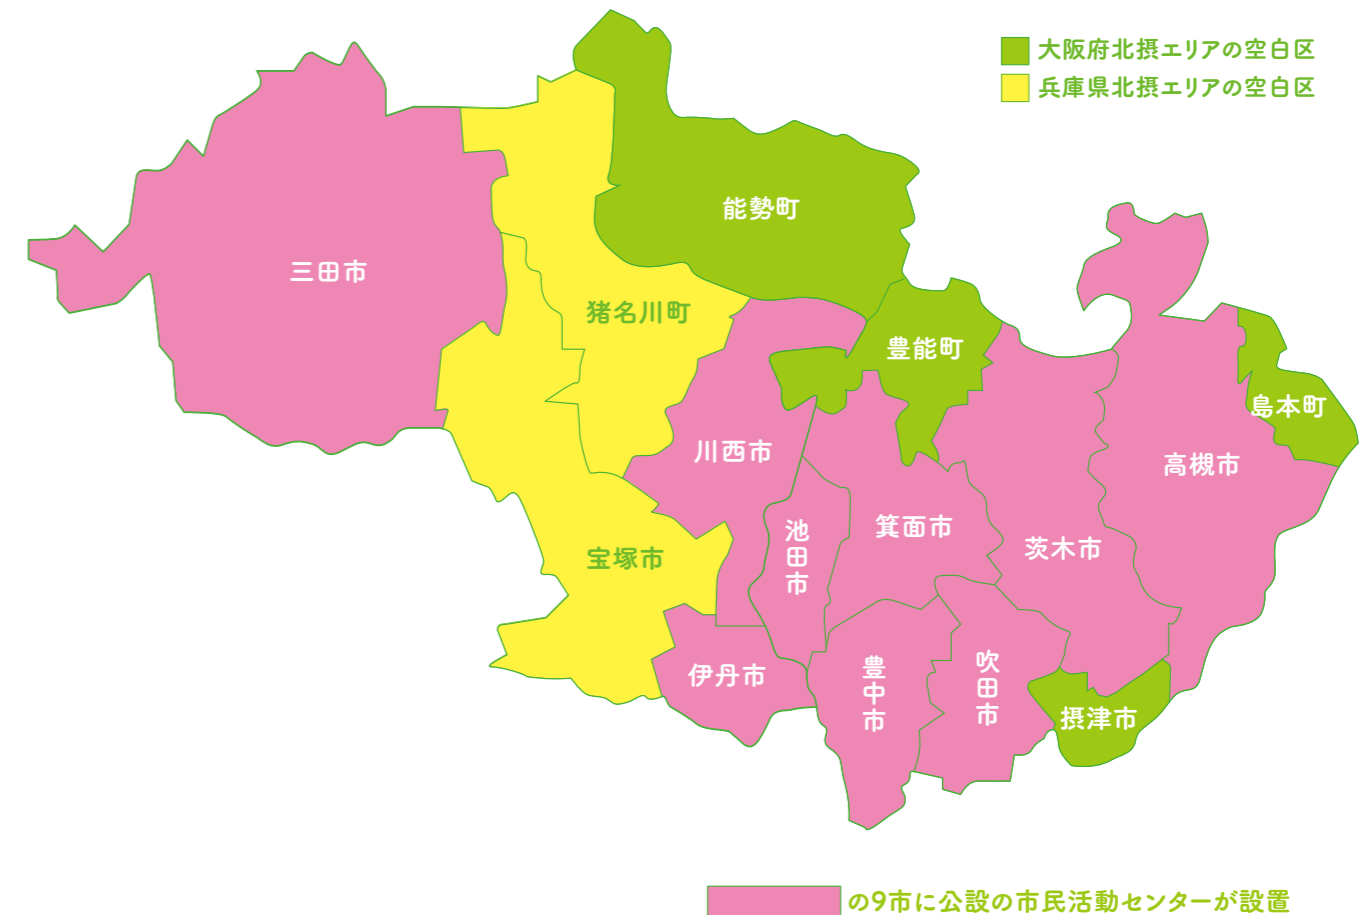 大阪府北摂エリアの空白区
兵庫県北摂エリアの空白区
能勢町
三田市
猪名川町
豊能町
島本町
川西市
高槻市
池田市
箕面市
茨木市
宝塚市
伊丹市
豊中市
吹田市
摂津市
の9市に公設の市民活動センターが設置